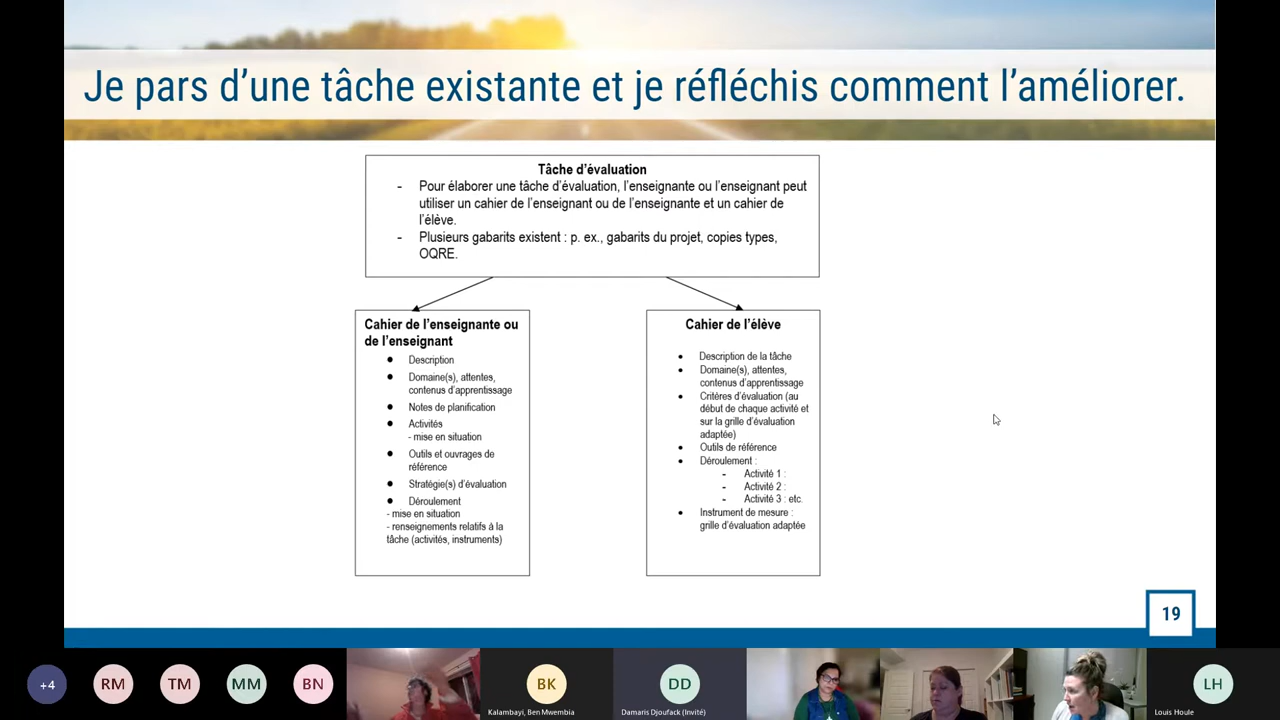 Je pars d’une tâche existante et je réfléchis comment l’améliorer.
Tâche d’évaluation
- Pour élaborer une tâche d’évaluation, l’enseignante ou l’enseignant peut
utiliser un cahier de l’enseignant ou de l’enseignante et un cahier de
l’élève.
- Plusieurs gabarits existent : p. ex., gabarits du projet, copies types,
OQRE.
Cahier de l’enseignante ou
de l’enseignant
● Description
● Domaine(s), attentes,
contenus d’apprentissage
● Notes de planification
● Activités
- mise en situation
● Outils et ouvrages de
référence
● Stratégie(s) d’évaluation
● Déroulement
- mise en situation
- renseignements relatifs à la
tâche (activités, instruments)
Cahier de l’élève
• Description de la tâche
• Domaine(s), attentes,
contenus d’apprentissage
• Critères d’évaluation (au
début de chaque activité et
sur la grille d’évaluation
adaptée)
• Outils de référence
• Déroulement :
- Activité 1 :
- Activité 2 :
- Activité 3 : etc.
• Instrument de mesure :
grille d’évaluation adaptée
19
+4
RM
TM
MM
BN
BK
Kalambayi, Ben Mwembia
DD
Damaris Djoufack (Invité)
LH
Louis Houle